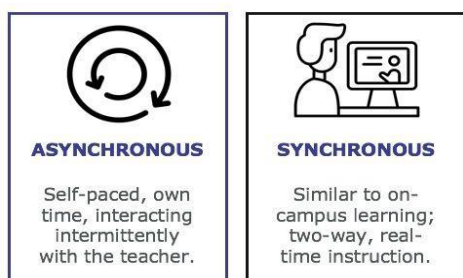 ASYNCHRONOUS
Self-paced, own
time, interacting
intermittently
with the teacher.
SYNCHRONOUS
Similar to on-
campus learning;
two-way, real-
time instruction.